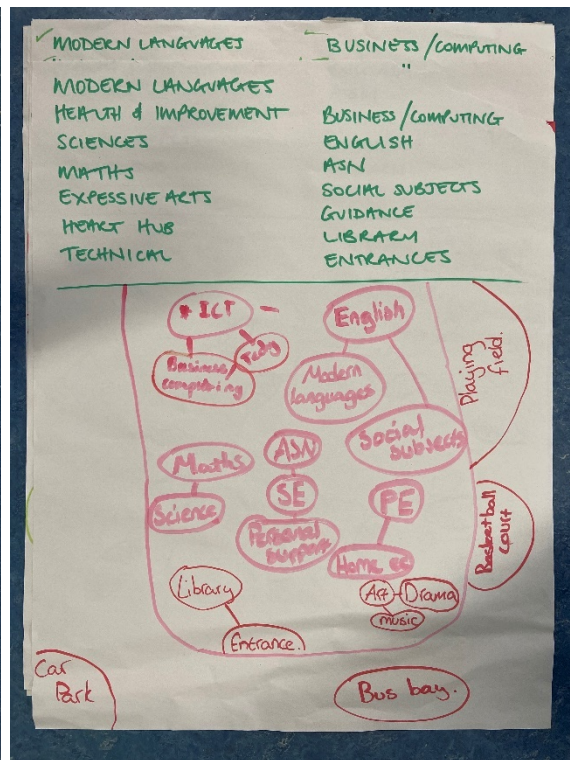 MODERN LANGUAGES
BUSINESS/COMPUTING
"
MODERN LANGUAGES
HEALTH & IMPROVEMENT
SCIENCES
MATHS
EXPESSIVE ARTS
HEART HUB
TECHNICAL
BUSINESS/COMPUTING
ENGLISH
ASN
SOCIAL SUBJECTS
GUIDANCE
LIBRARY
ENTRANCES
* ICT
Business
computing
English
Modern
languages
Social
subjects
Playing
field.
Maths
Science
ASN
SE
Personal
support
PE
Home ec
Basketball
court
Library
Entrance.
Art
Drama
music
Car
Park
Bus bay.